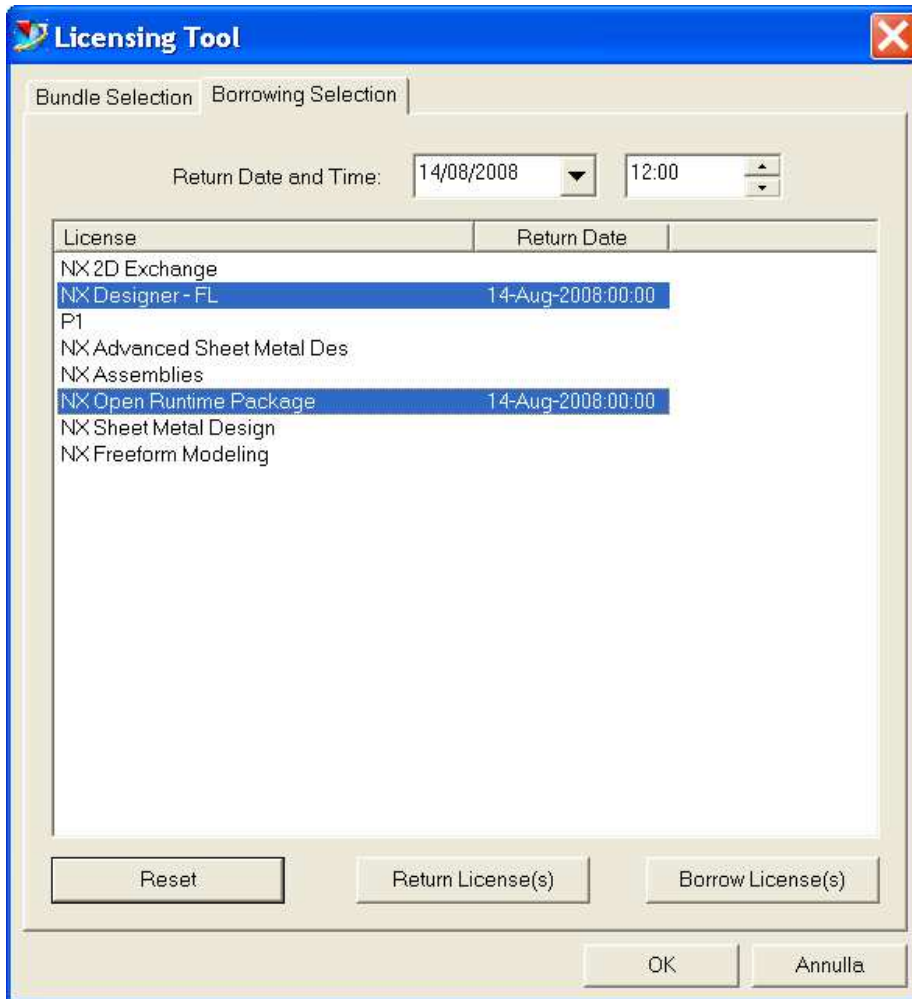 Licensing Tool
Bundle Selection Borrowing Selection
Return Date and Time: 14/08/2008 12:00
License Return Date
NX 2D Exchange
NX Designer - FL 14-Aug-2008:00:00
P1
NX Advanced Sheet Metal Des
NX Assemblies
NX Open Runtime Package 14-Aug-2008:00:00
NX Sheet Metal Design
NX Freeform Modeling
Reset Return License(s) Borrow License(s)
OK Annulla